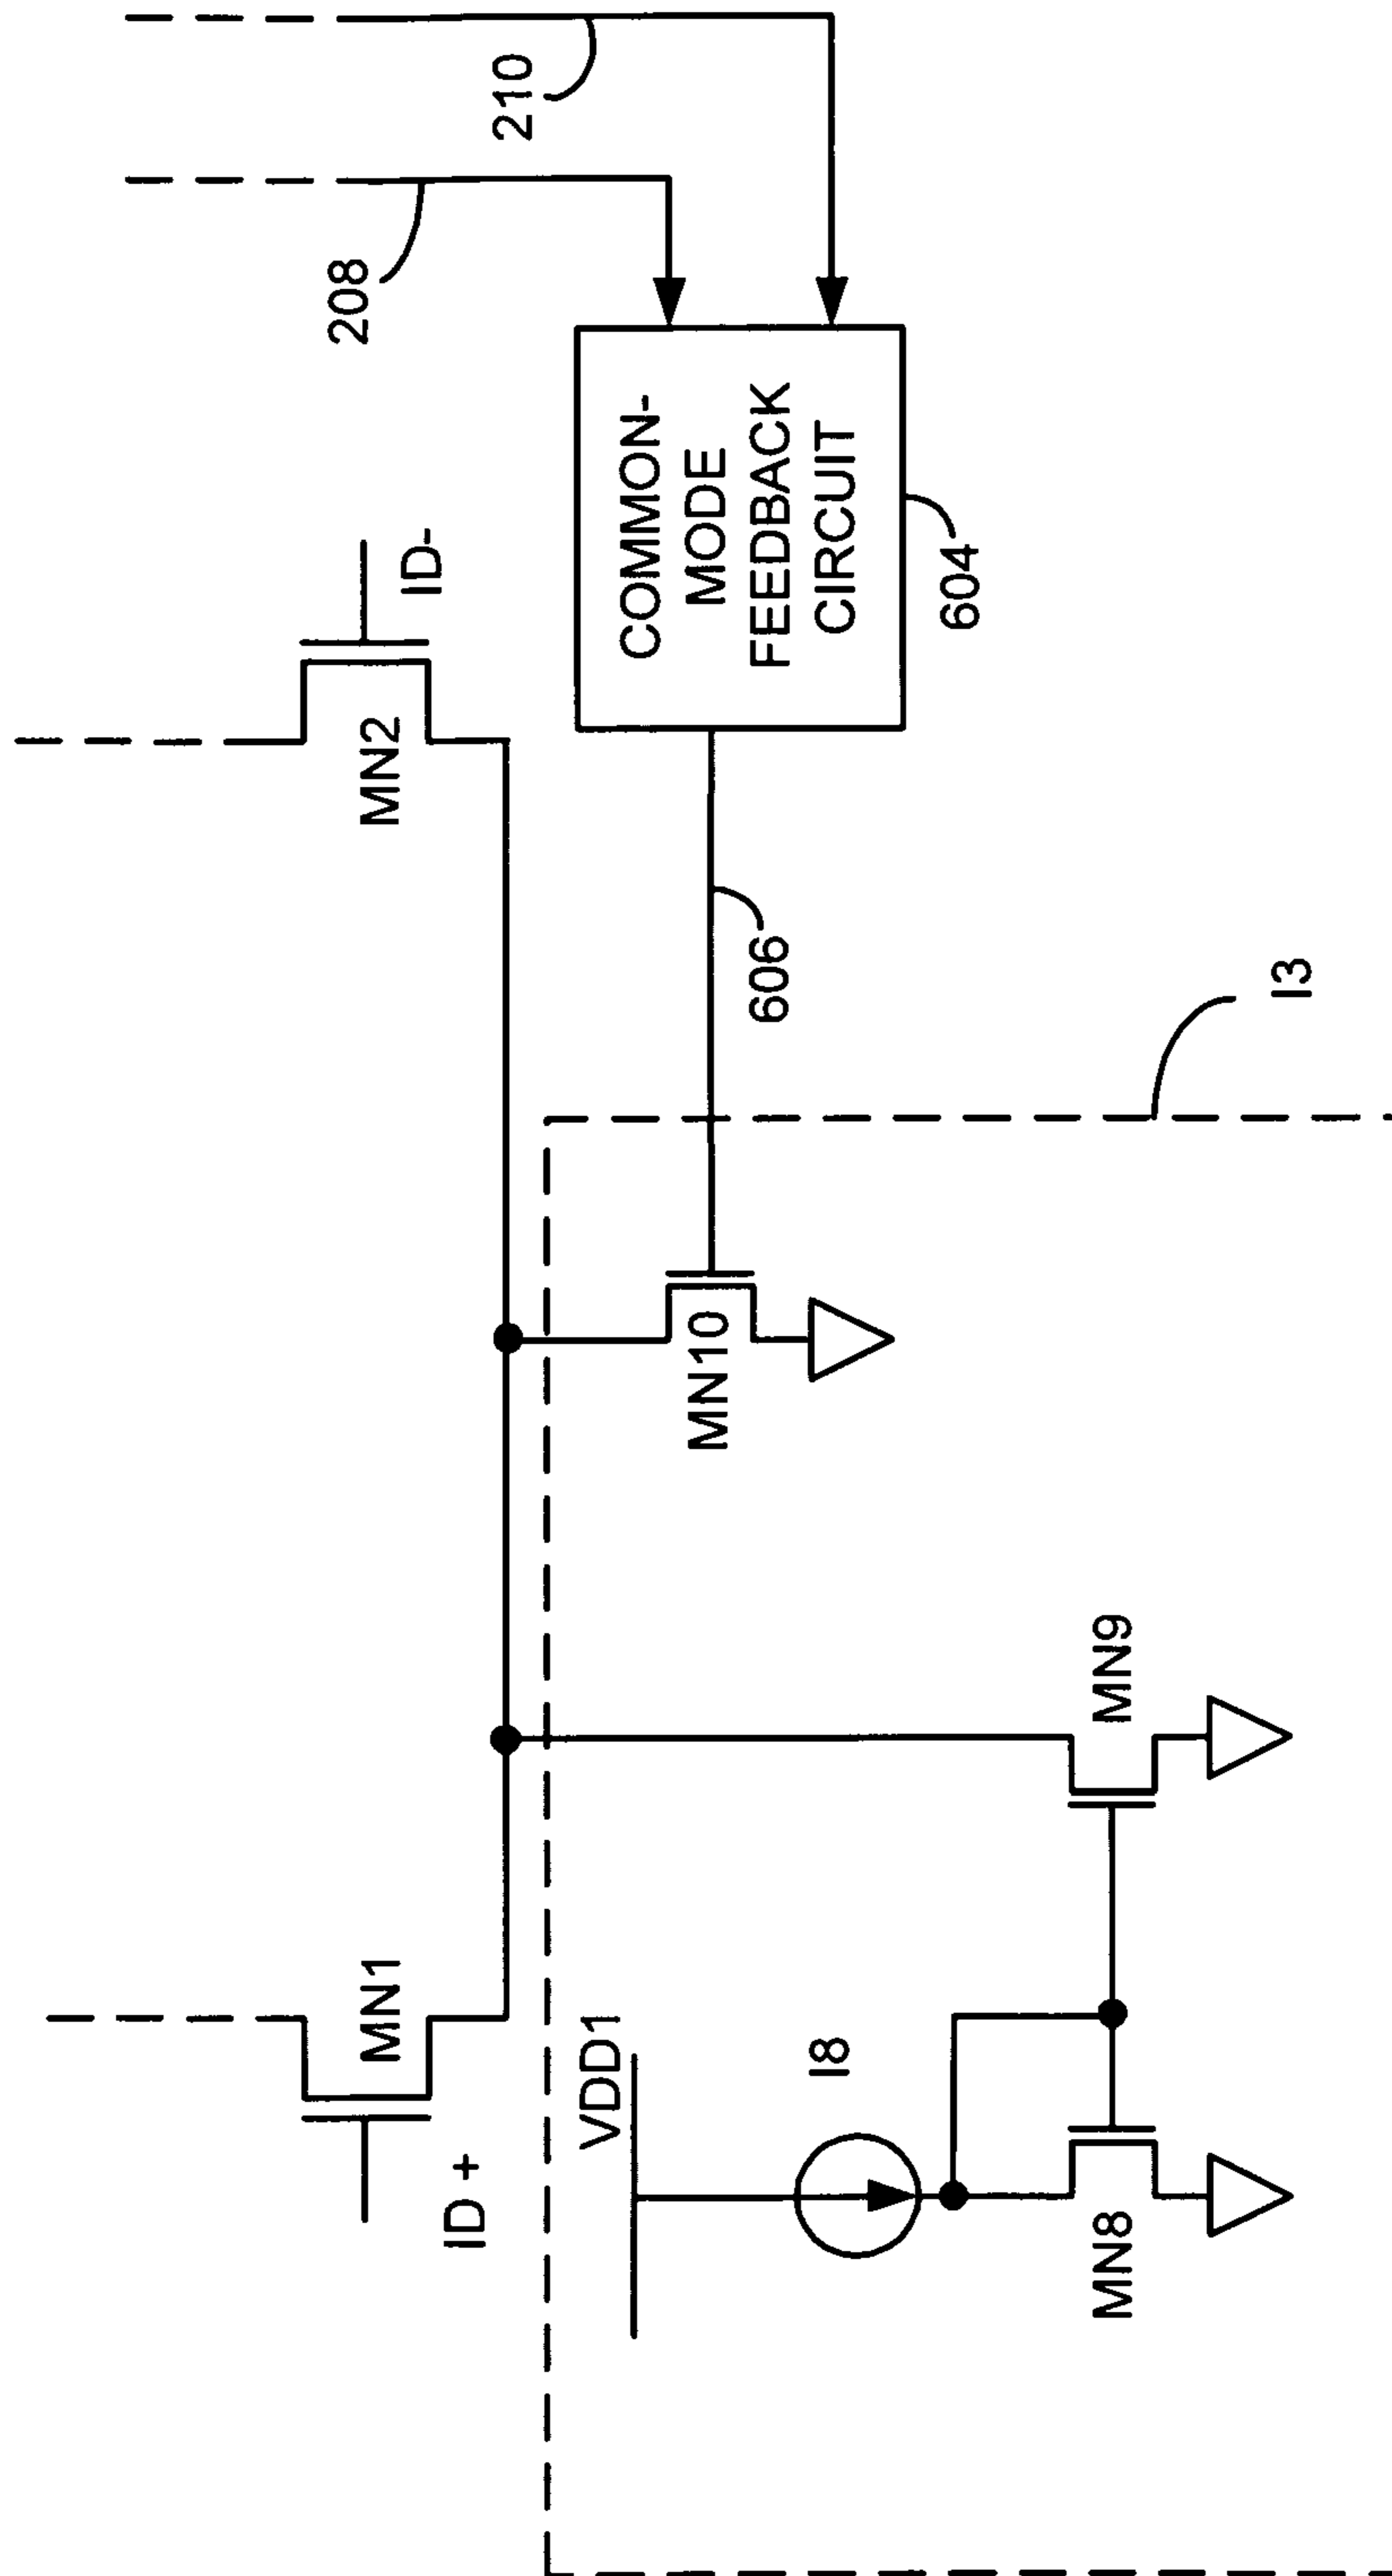 208
210
ID +
MN1
MN2
ID-
VDD1
I8
MN8
MN9
MN10
606
COMMON-
MODE
FEEDBACK
CIRCUIT
604
I3